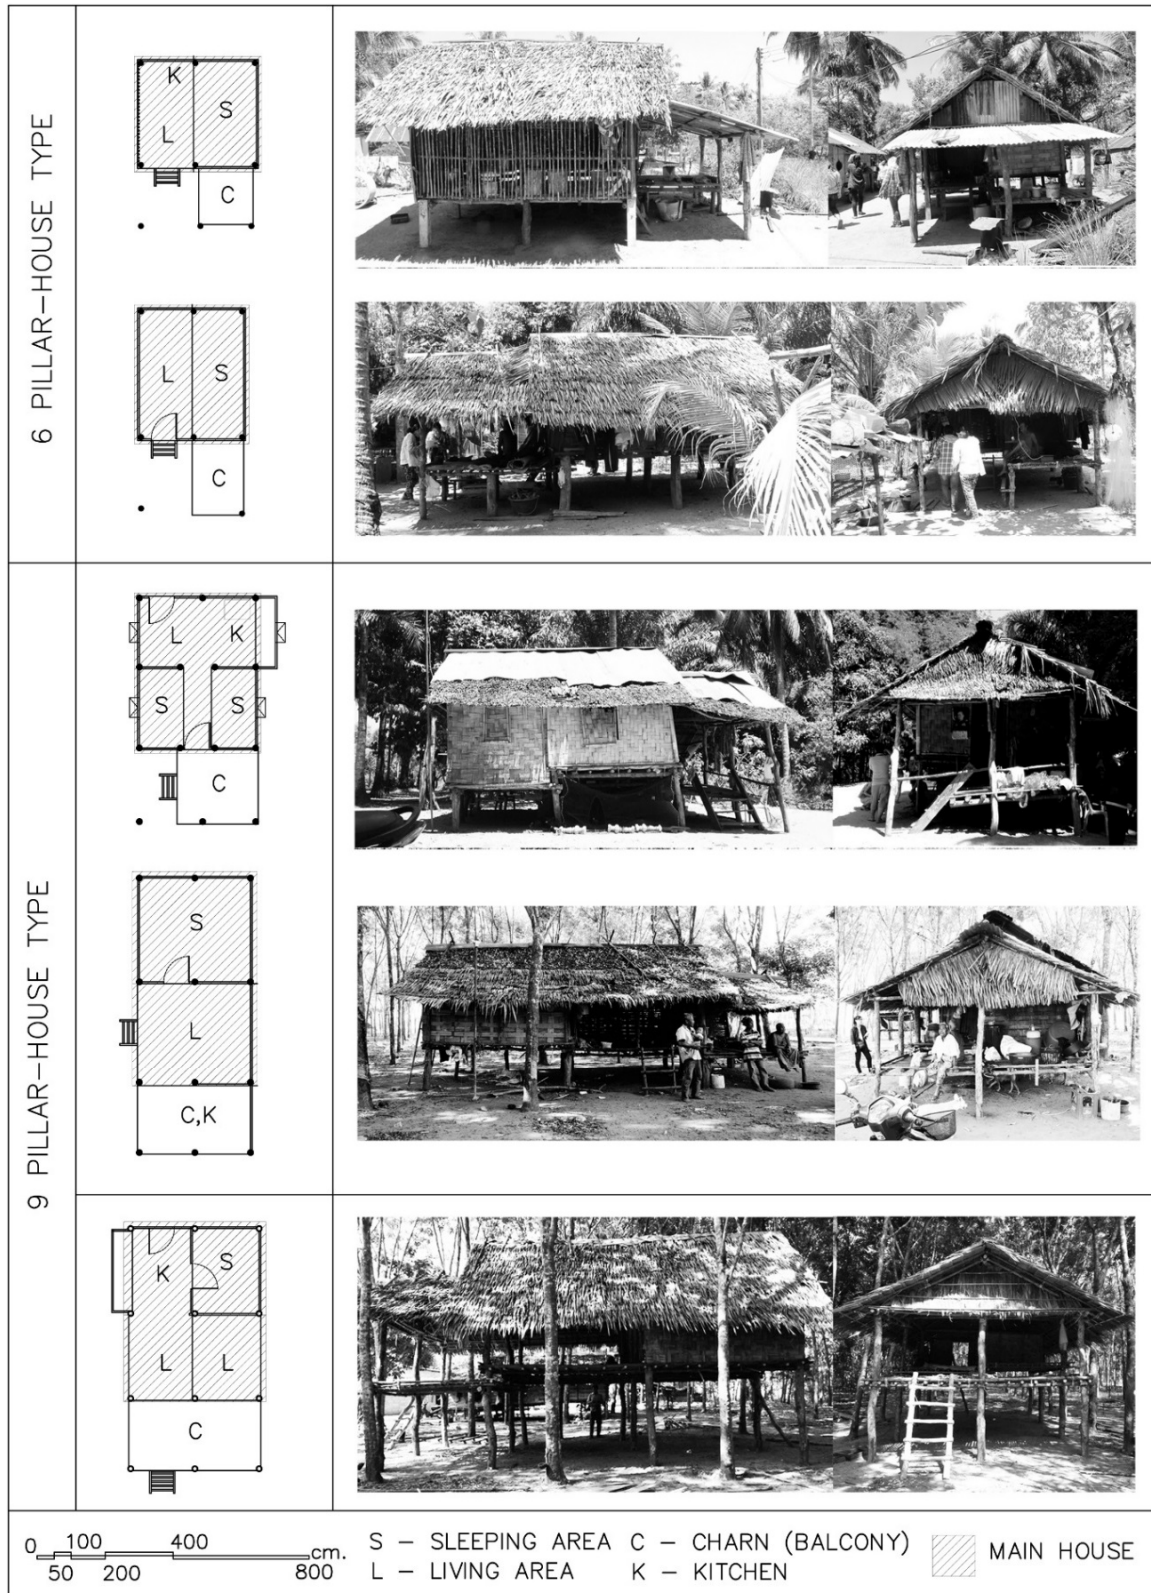 6 PILLAR-HOUSE TYPE
K
S
L
C
L
S
C
9 PILLAR-HOUSE TYPE
L
K
S
S
C
S
L
C,K
K
S
L
L
C
0
100
400
cm.
50
200
800
S - SLEEPING AREA
C - CHARN (BALCONY)
L - LIVING AREA
K - KITCHEN
MAIN HOUSE